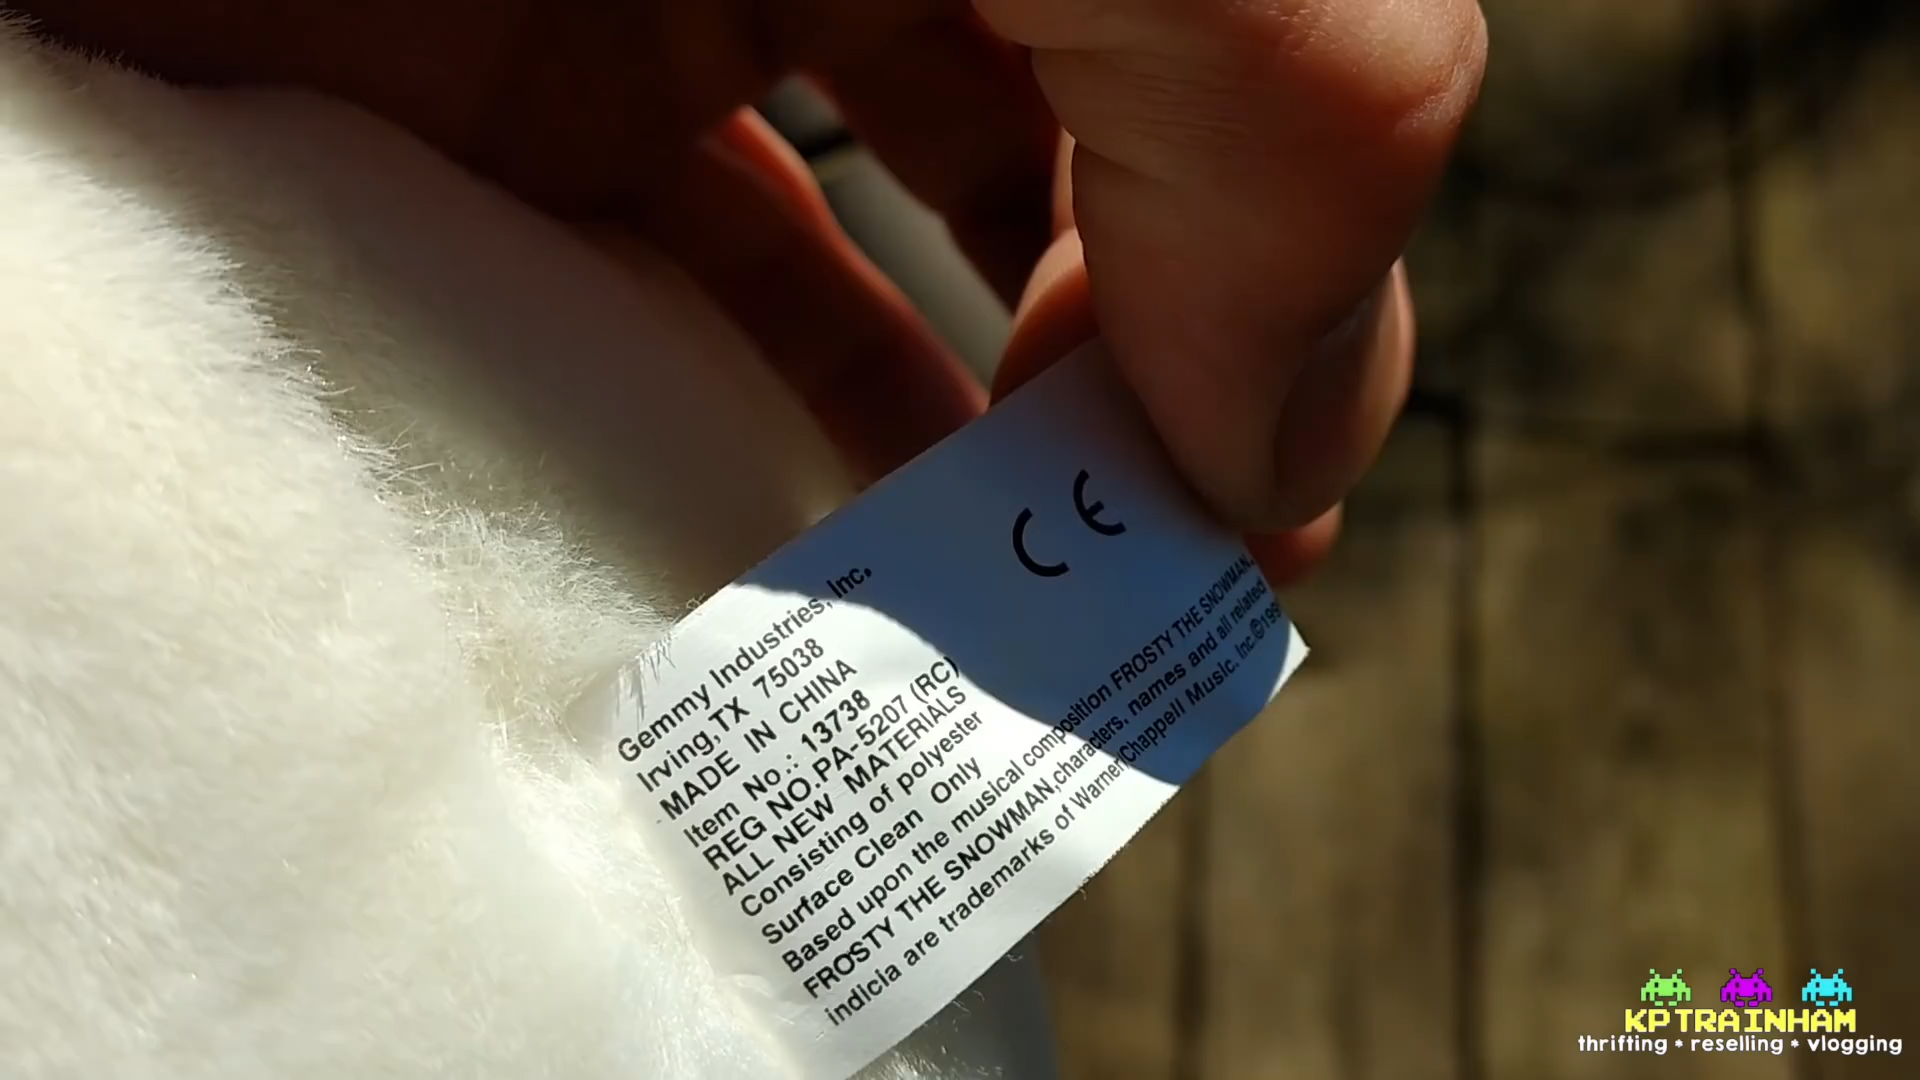 CE
Gemmy Industries, Inc.
Irving, TX 75038
MADE IN CHINA
Item No.: 13738
REG NO.PA-5207 (RC)
ALL NEW MATERIALS
Consisting of polyester
Surface Clean Only
Based upon the musical composition FROSTY THE SNOWMAN.
FROSTY THE SNOWMAN,characters, names and all related
indicia are trademarks of Warner/Chappell Music. Inc.©199
KPTRAINHAM
thrifting * reselling * vlogging